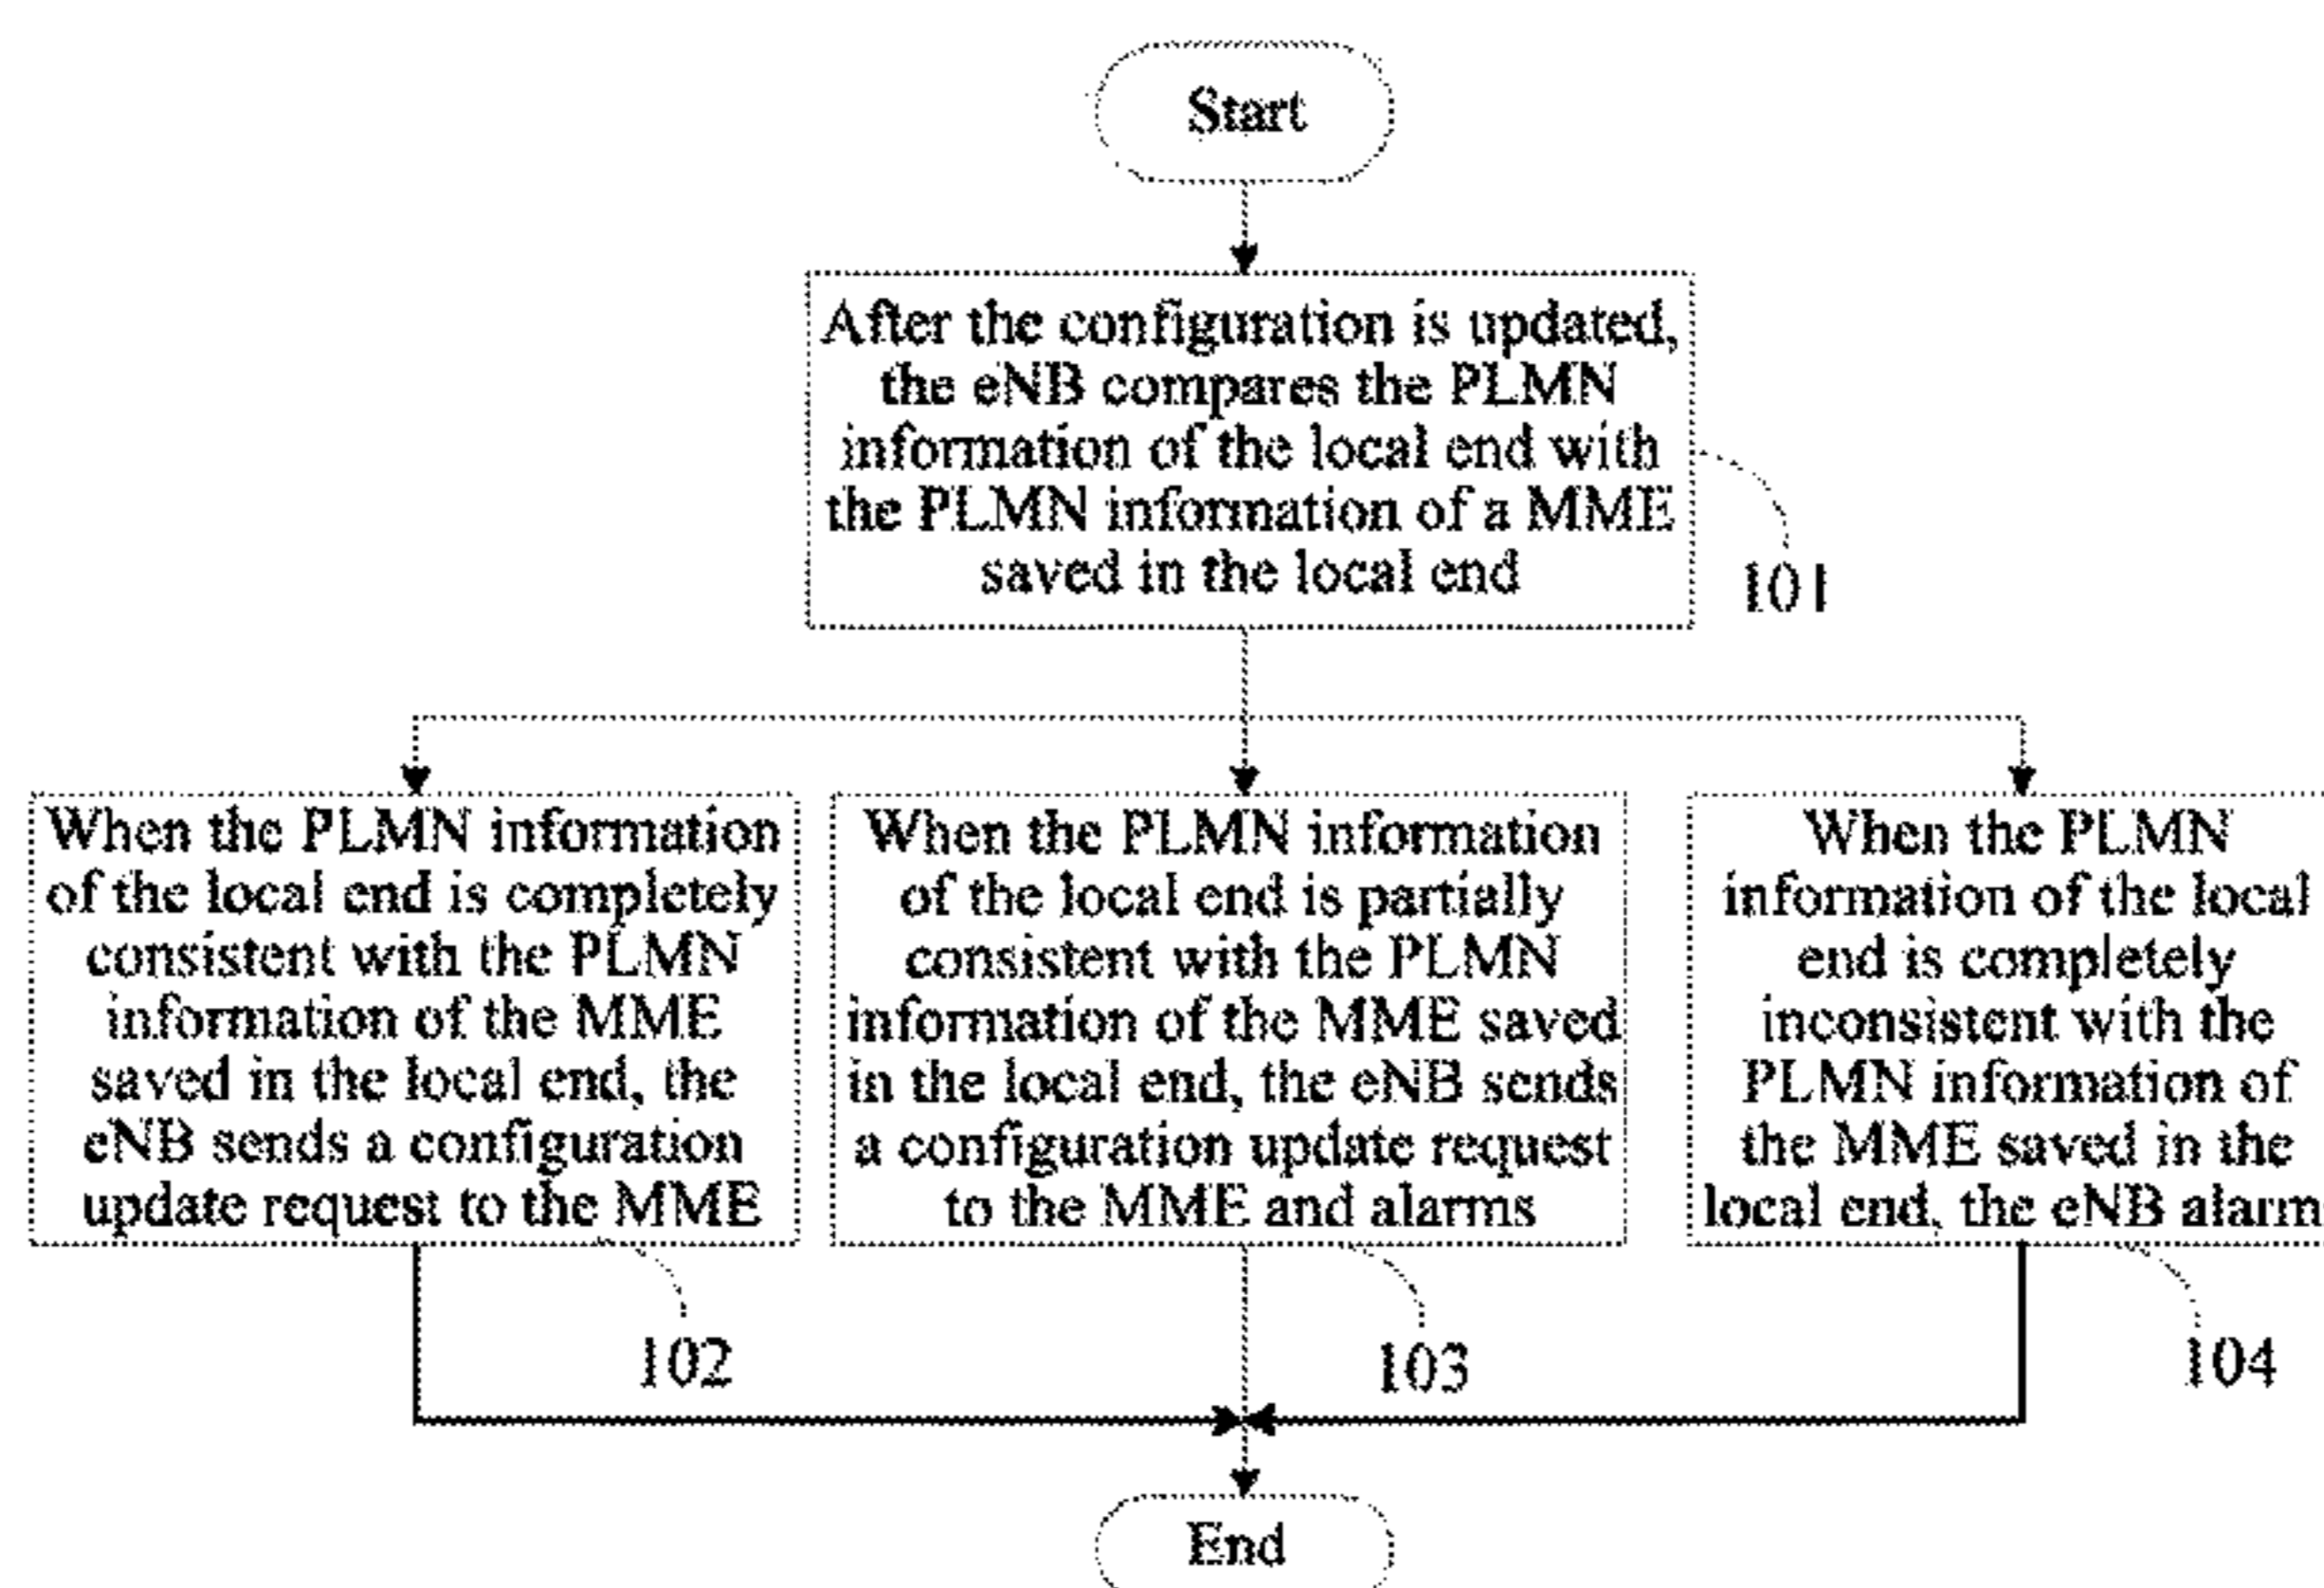 Start
After the configuration is updated,
the eNB compares the PLMN
information of the local end with
the PLMN information of a MME
saved in the local end
101
When the PLMN information
of the local end is completely
consistent with the PLMN
information of the MME
saved in the local end, the
eNB sends a configuration
update request to the MME
102
When the PLMN information
of the local end is partially
consistent with the PLMN
information of the MME saved
in the local end, the eNB sends
a configuration update request
to the MME and alarms
103
When the PLMN
information of the local
end is completely
inconsistent with the
PLMN information of
the MME saved in the
local end, the eNB alarm
104
End